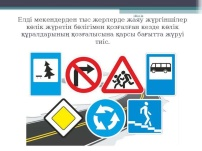 Елді мекендерден тыс жерлерде жаяу жүргіншілер
көлік жүретін бөлігімен қозғалған кезде көлік
құралдарының қозғалысына қарсы бағытта жүруі
тиіс.